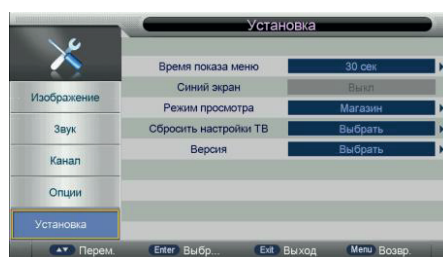 Установка
Время показа меню 30 сек
Синий экран Выкл
Изображение
Режим просмотра Магазин
Звук
Сбросить настройки ТВ Выбрать
Версия Выбрать
Канал
Опции
Установка
Перем. Enter Выбр... Exit Выход Menu Возвр.